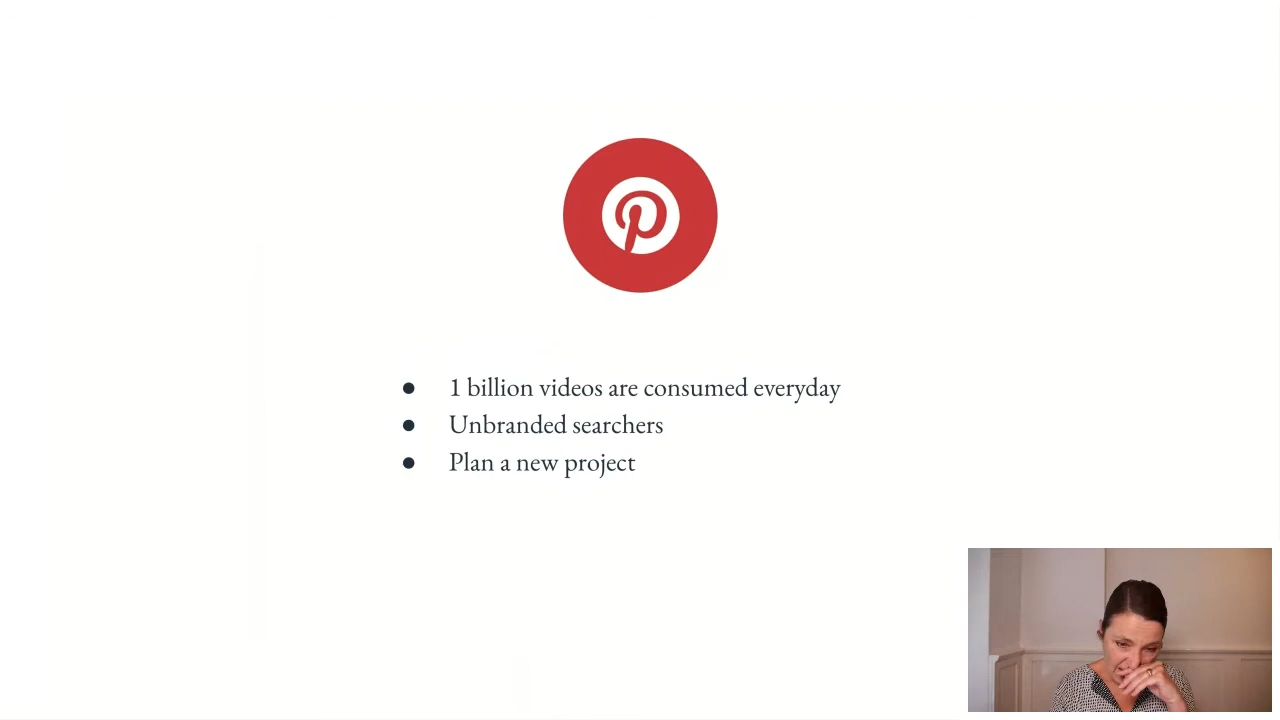 1 billion videos are consumed everyday
Unbranded searchers
Plan a new project